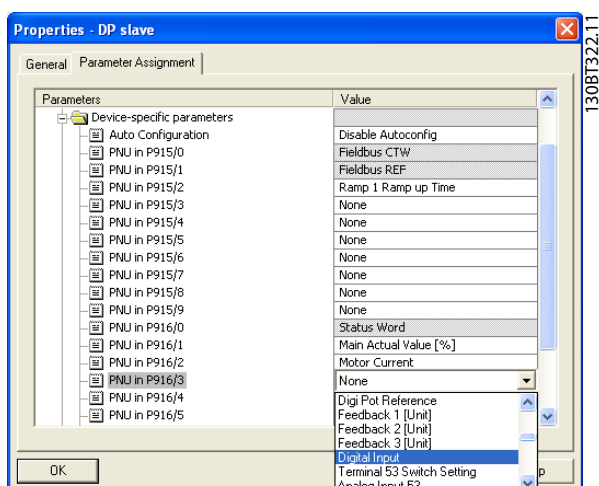 Properties - DP slave
130BT322.11
General Parameter Assignment
Parameters Value
Device-specific parameters
Auto Configuration Disable Autoconfig
PNU in P915/0 Fieldbus CTW
PNU in P915/1 Fieldbus REF
PNU in P915/2 Ramp 1 Ramp up Time
PNU in P915/3 None
PNU in P915/4 None
PNU in P915/5 None
PNU in P915/6 None
PNU in P915/7 None
PNU in P915/8 None
PNU in P915/9 None
PNU in P916/0 Status Word
PNU in P916/1 Main Actual Value [%]
PNU in P916/2 Motor Current
PNU in P916/3 None
PNU in P916/4 Digi Pot Reference
PNU in P916/5 Feedback 1 [Unit]
Feedback 2 [Unit]
Feedback 3 [Unit]
Digital Input
OK Terminal 53 Switch Setting p
Analog Input 53